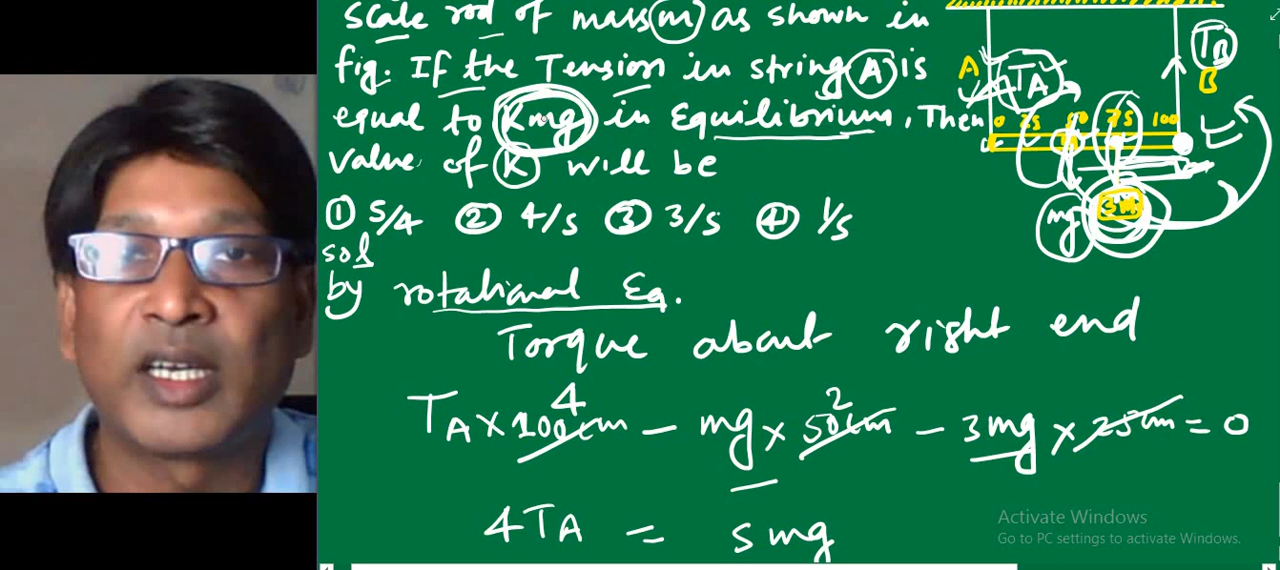 scale rod of mass m as shown in
fig. If the Tension in string A is
equal to Kmg in Equilibrium, Then
value of K will be
① 5/4 ② 4/5 ③ 3/5 ④ 1/5
sol
by rotational Eq.
Torque about right end
TA × 100cm 4 − mg × 50cm 2 − 3mg × 25cm = 0
4TA = 5mg
A
TA
TB
B
0 25 50 75 100
mg
3m
Activate Windows
Go to PC settings to activate Windows.